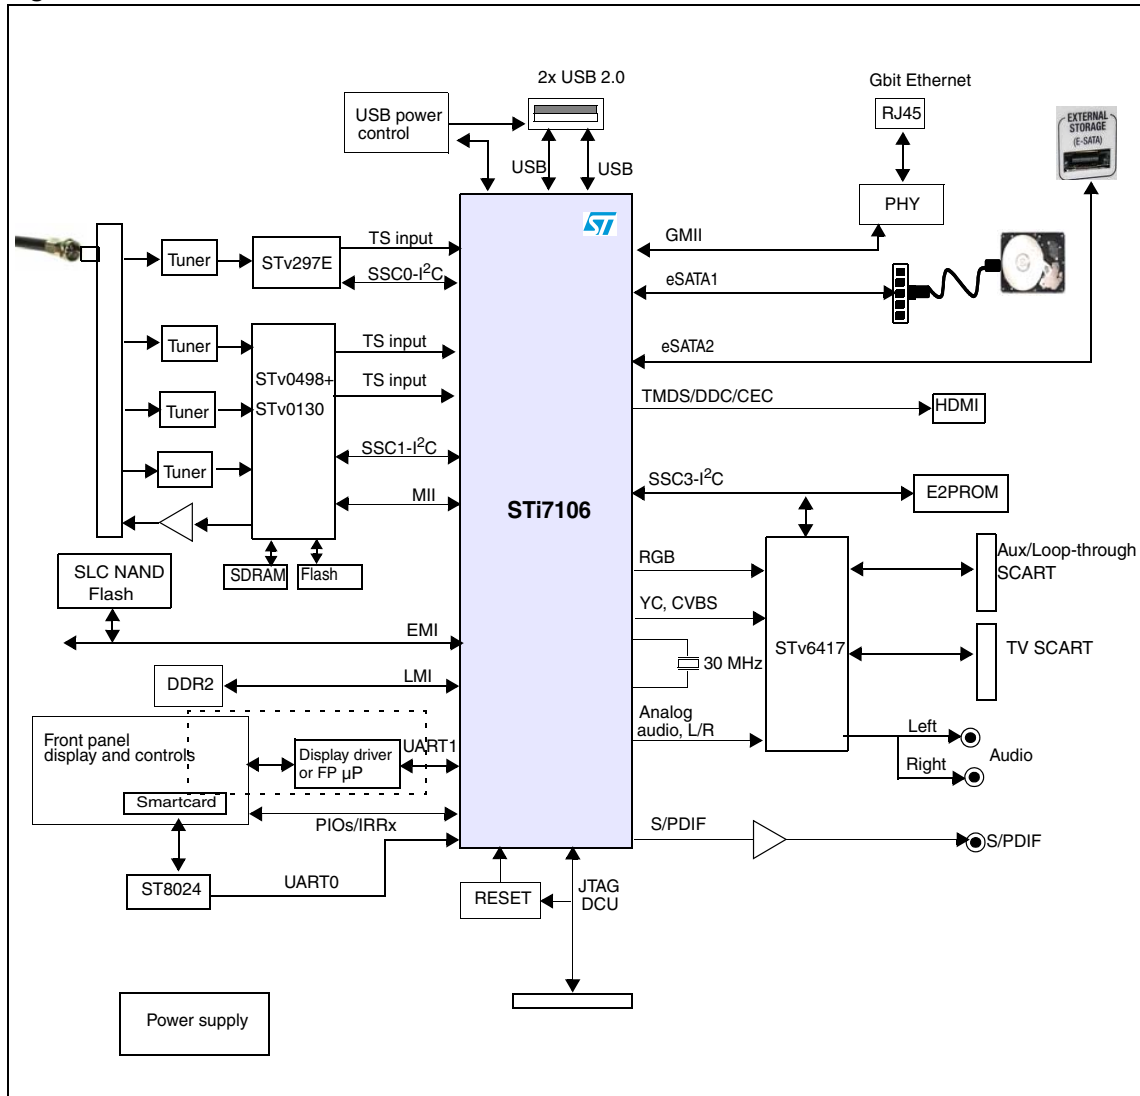 2x USB 2.0
Gbit Ethernet
USB power
control
RJ45
EXTERNAL
STORAGE
(E-SATA)
USB
USB
PHY
ST
GMII
TS input
Tuner
STv297E
SSC0-I²C
eSATA1
Tuner
TS input
eSATA2
STv0498+
STv0130
TS input
TMDS/DDC/CEC
HDMI
Tuner
SSC1-I²C
Tuner
SSC3-I²C
E2PROM
MII
STi7106
SLC NAND
Flash
SDRAM
Flash
RGB
Aux/Loop-through
SCART
YC, CVBS
EMI
STv6417
TV SCART
30 MHz
DDR2
LMI
Analog
audio, L/R
Front panel
display and controls
Display driver
or FP µP
UART1
Left
Right
Audio
Smartcard
PIOs/IRRx
S/PDIF
S/PDIF
ST8024
UART0
RESET
JTAG
DCU
Power supply